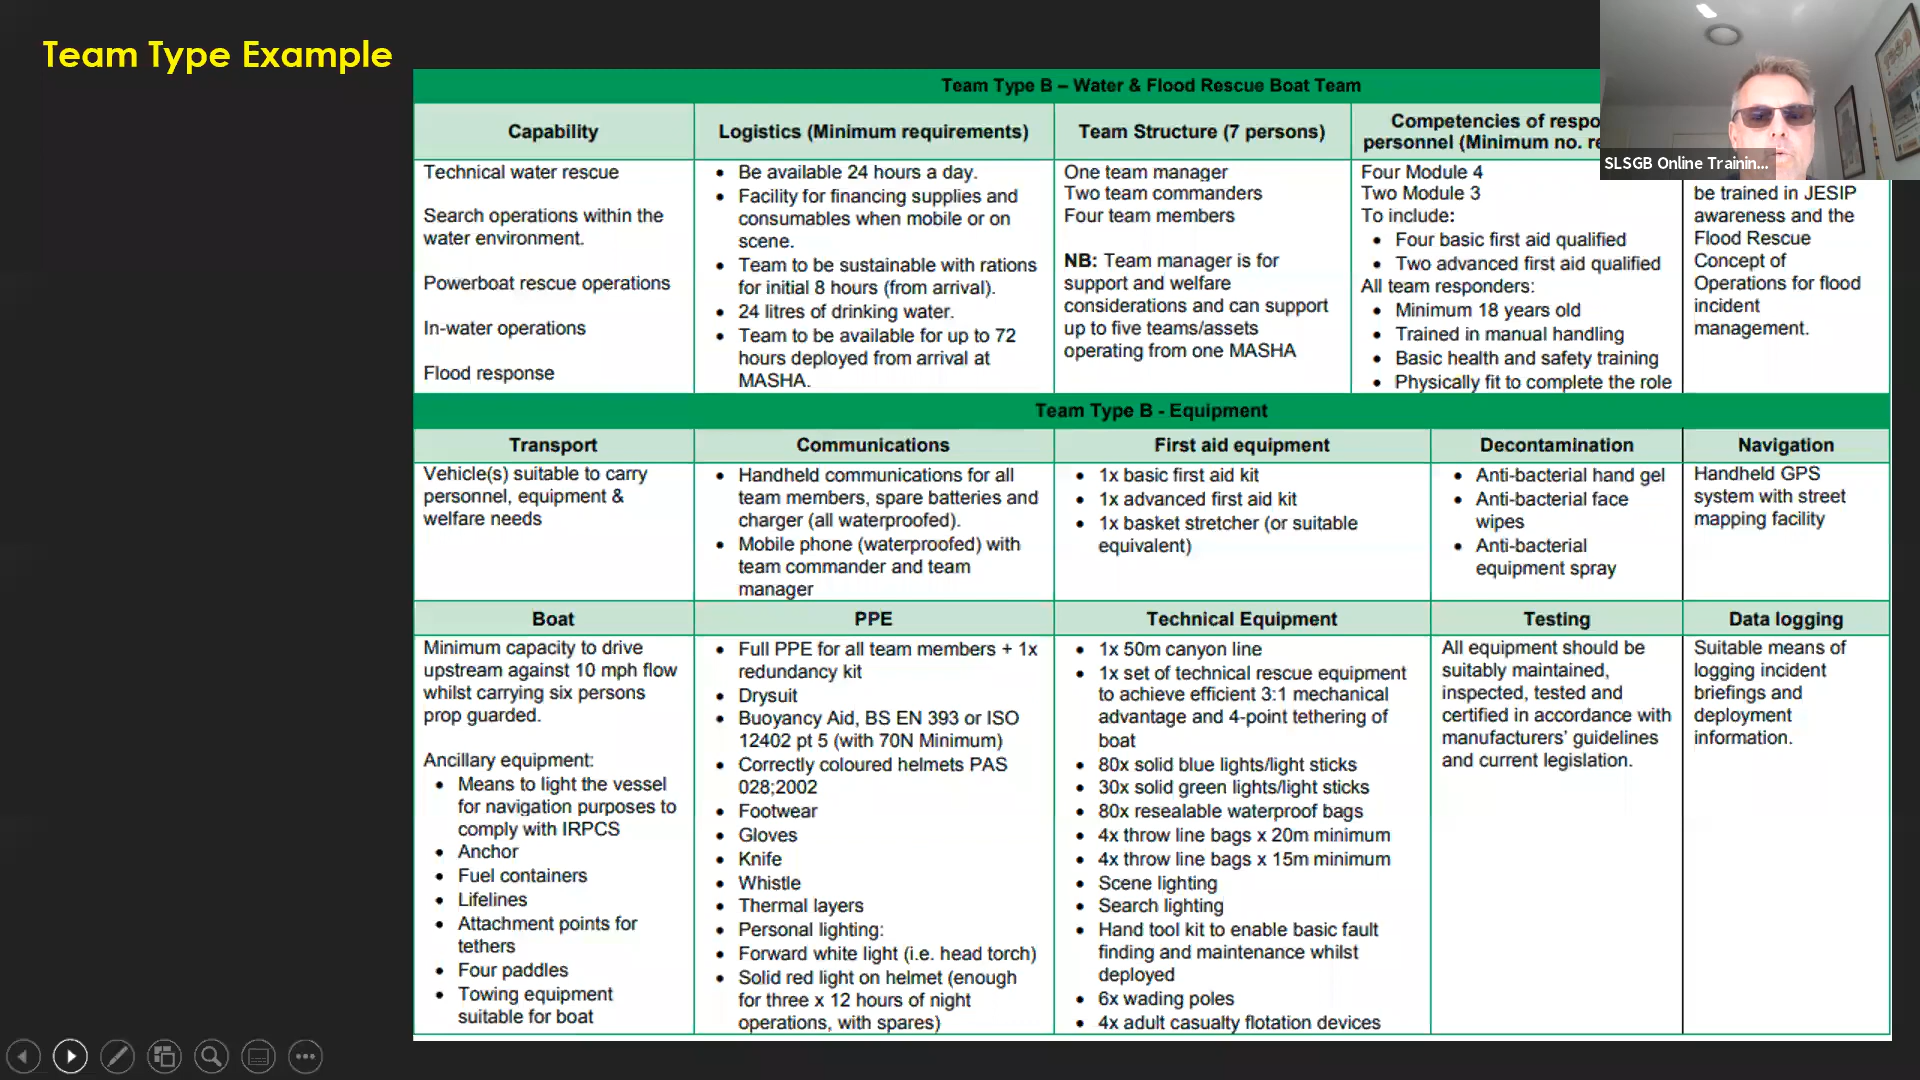 Team Type Example
Team Type B – Water & Flood Rescue Boat Team
Capability
Logistics (Minimum requirements)
Team Structure (7 persons)
Competencies of
personnel (Minimum no.
SLSGB Online Trainin...
Technical water rescue
Search operations within the
water environment.
Powerboat rescue operations
In-water operations
Flood response
• Be available 24 hours a day.
• Facility for financing supplies and
consumables when mobile or on
scene.
• Team to be sustainable with rations
for initial 8 hours (from arrival).
• 24 litres of drinking water.
• Team to be available for up to 72
hours deployed from arrival at
MASHA.
One team manager
Two team commanders
Four team members
NB: Team manager is for
support and welfare
considerations and can support
up to five teams/assets
operating from one MASHA
Four Module 4
Two Module 3
To include:
• Four basic first aid qualified
• Two advanced first aid qualified
All team responders:
• Minimum 18 years old
• Trained in manual handling
• Basic health and safety training
• Physically fit to complete the role
be trained in JESIP
awareness and the
Flood Rescue
Concept of
Operations for flood
incident
management.
Team Type B - Equipment
Transport
Communications
First aid equipment
Decontamination
Navigation
Vehicle(s) suitable to carry
personnel, equipment &
welfare needs
• Handheld communications for all
team members, spare batteries and
charger (all waterproofed).
• Mobile phone (waterproofed) with
team commander and team
manager
• 1x basic first aid kit
• 1x advanced first aid kit
• 1x basket stretcher (or suitable
equivalent)
• Anti-bacterial hand gel
• Anti-bacterial face
wipes
• Anti-bacterial
equipment spray
Handheld GPS
system with street
mapping facility
Boat
PPE
Technical Equipment
Testing
Data logging
Minimum capacity to drive
upstream against 10 mph flow
whilst carrying six persons
prop guarded.
Ancillary equipment:
• Means to light the vessel
for navigation purposes to
comply with IRPCS
• Anchor
• Fuel containers
• Lifelines
• Attachment points for
tethers
• Four paddles
• Towing equipment
suitable for boat
• Full PPE for all team members + 1x
redundancy kit
• Drysuit
• Buoyancy Aid, BS EN 393 or ISO
12402 pt 5 (with 70N Minimum)
• Correctly coloured helmets PAS
028;2002
• Footwear
• Gloves
• Knife
• Whistle
• Thermal layers
• Personal lighting:
• Forward white light (i.e. head torch)
• Solid red light on helmet (enough
for three x 12 hours of night
operations, with spares)
• 1x 50m canyon line
• 1x set of technical rescue equipment
to achieve efficient 3:1 mechanical
advantage and 4-point tethering of
boat
• 80x solid blue lights/light sticks
• 30x solid green lights/light sticks
• 80x resealable waterproof bags
• 4x throw line bags x 20m minimum
• 4x throw line bags x 15m minimum
• Scene lighting
• Search lighting
• Hand tool kit to enable basic fault
finding and maintenance whilst
deployed
• 6x wading poles
• 4x adult casualty flotation devices
All equipment should be
suitably maintained,
inspected, tested and
certified in accordance with
manufacturers' guidelines
and current legislation.
Suitable means of
logging incident
briefings and
deployment
information.